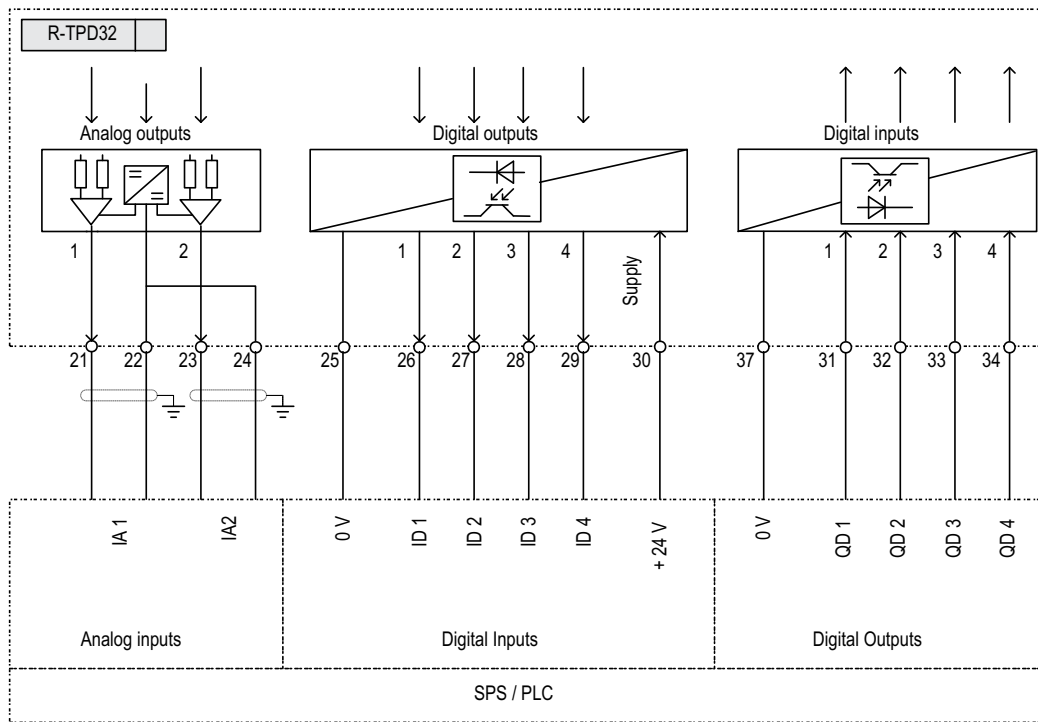 R-TPD32
Analog outputs
Digital outputs
Digital inputs
1 2
1 2 3 4
Supply
1 2 3 4
21 22 23 24 25 26 27 28 29 30 37 31 32 33 34
IA 1
IA2
0 V
ID 1
ID 2
ID 3
ID 4
+ 24 V
0 V
QD 1
QD 2
QD 3
QD 4
Analog inputs
Digital Inputs
Digital Outputs
SPS / PLC